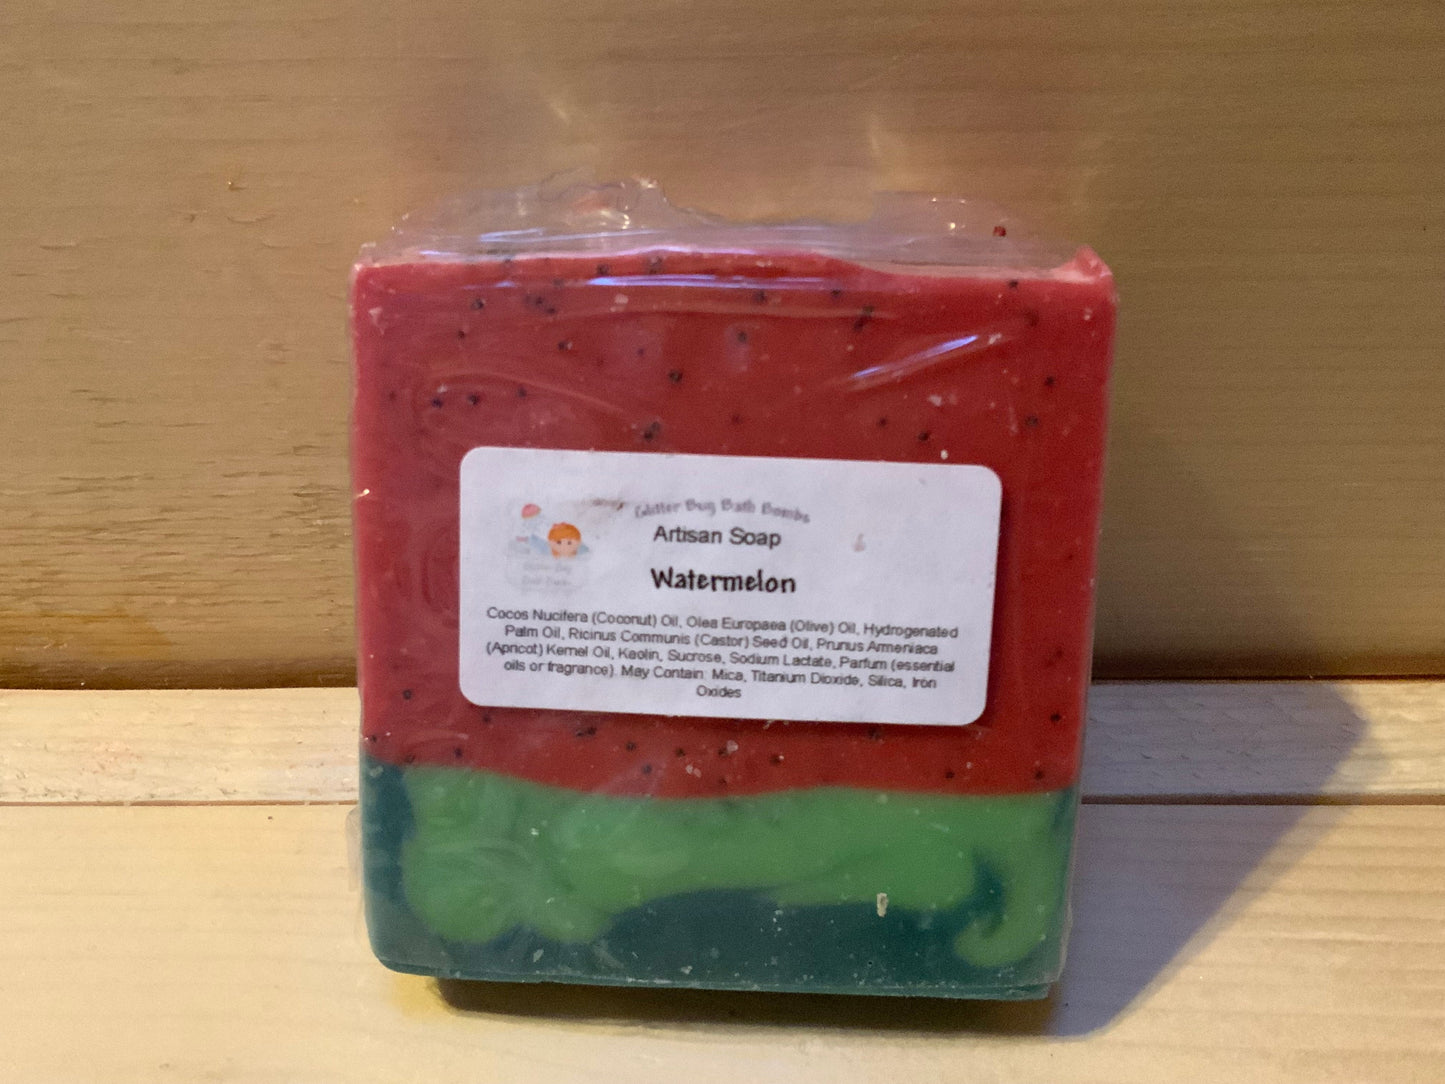 Glitter Bug Bath Bombs
Artisan Soap
Watermelon
Cocos Nucifera (Coconut) Oil, Olea Europaea (Olive) Oil, Hydrogenated
Palm Oil, Ricinus Communis (Castor) Seed Oil, Prunus Armeniaca
(Apricot) Kernel Oil, Kaolin, Sucrose, Sodium Lactate, Parfum (essential
oils or fragrance). May Contain: Mica, Titanium Dioxide, Silica, Iron
Oxides